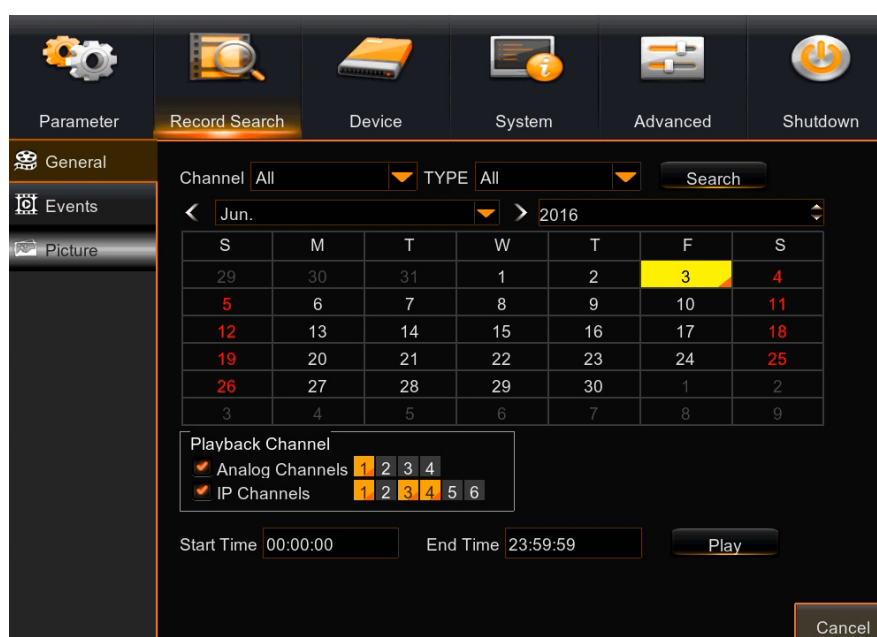 Parameter Record Search Device System Advanced Shutdown
General
Events
Picture
Channel All TYPE All Search
Jun. 2016
S M T W T F S
29 30 31 1 2 3 4
5 6 7 8 9 10 11
12 13 14 15 16 17 18
19 20 21 22 23 24 25
26 27 28 29 30 1 2
3 4 5 6 7 8 9
Playback Channel
Analog Channels 1 2 3 4
IP Channels 1 2 3 4 5 6
Start Time 00:00:00 End Time 23:59:59 Play
Cancel